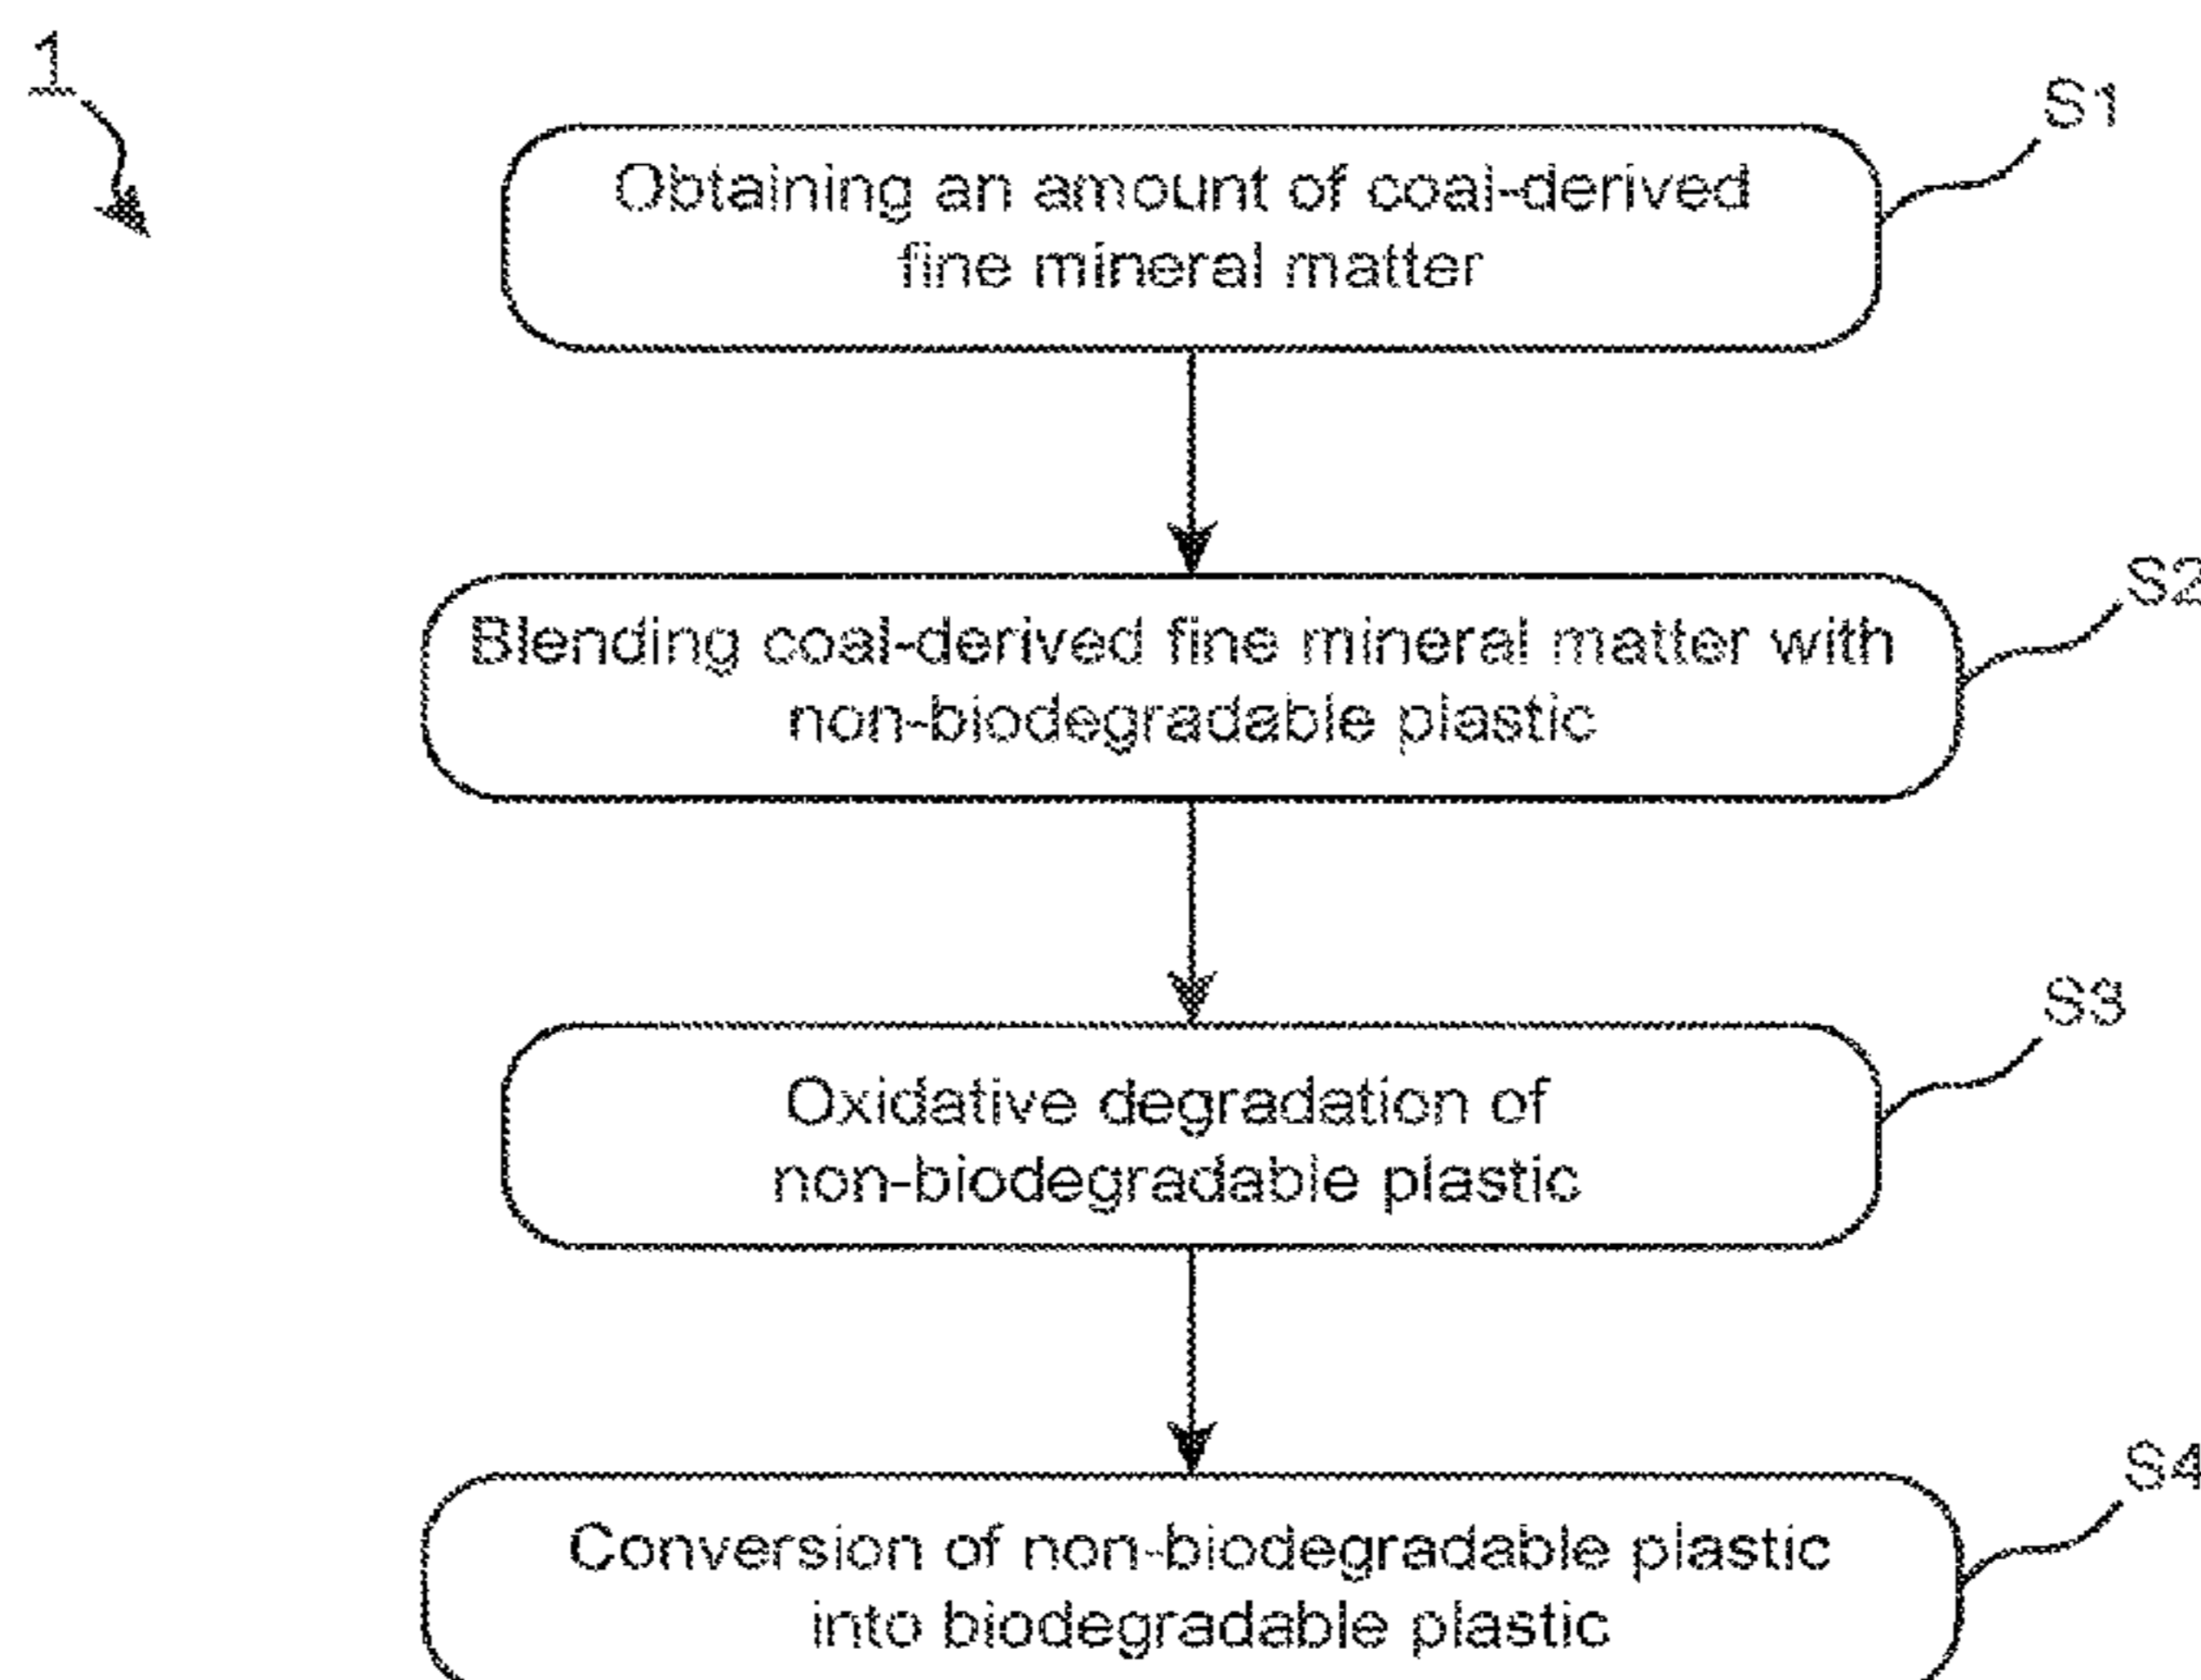 1
S1
Obtaining an amount of coal-derived
fine mineral matter
S2
Blending coal-derived fine mineral matter with
non-biodegradable plastic
S3
Oxidative degradation of
non-biodegradable plastic
S4
Conversion of non-biodegradable plastic
into biodegradable plastic